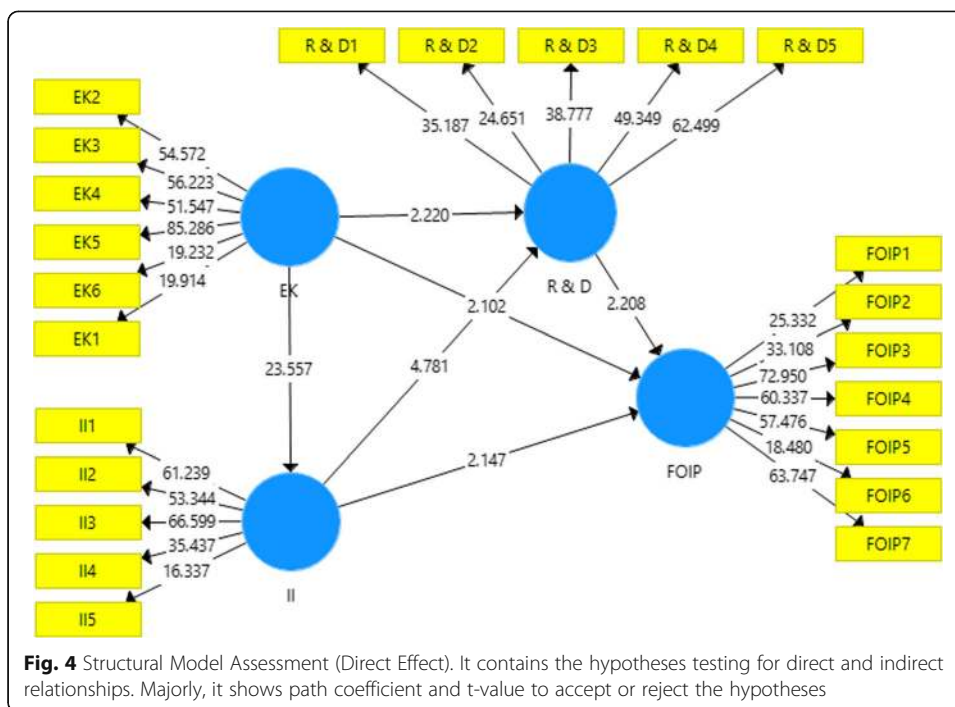 R & D1
R & D2
R & D3
R & D4
R & D5
35.187
24.651
38.777
49.349
62.499
EK2
EK3
EK4
EK5
EK6
EK1
54.572
56.223
51.547
85.286
19.232
19.914
EK
2.220
R & D
2.102
2.208
23.557
4.781
2.147
FOIP1
FOIP2
FOIP3
FOIP4
FOIP5
FOIP6
FOIP7
25.332
33.108
72.950
60.337
57.476
18.480
63.747
FOIP
II1
II2
II3
II4
II5
61.239
53.344
66.599
35.437
16.337
II
Fig. 4 Structural Model Assessment (Direct Effect). It contains the hypotheses testing for direct and indirect
relationships. Majorly, it shows path coefficient and t-value to accept or reject the hypotheses